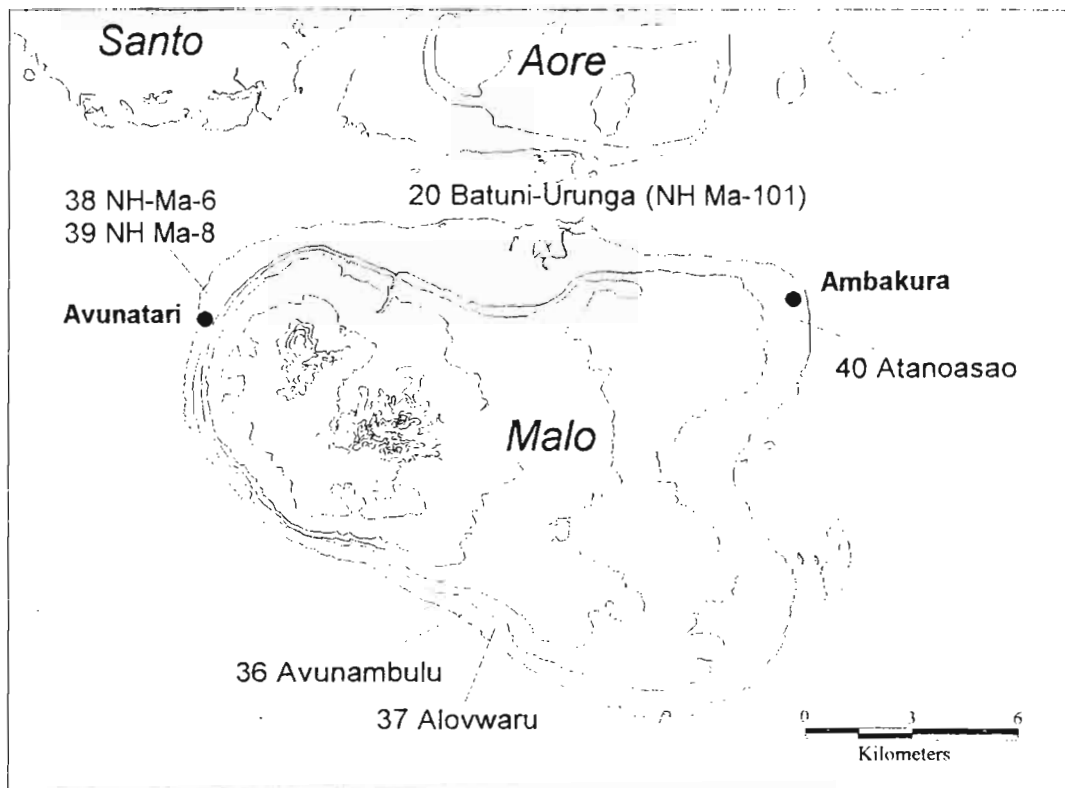 Santo
Aore
38 NH-Ma-6
39 NH Ma-8
20 Batuni-Urunga (NH Ma-101)
Avunatari
Ambakura
40 Atanoasao
Malo
36 Avunambulu
37 Alovwaru
0 3 6
Kilometers